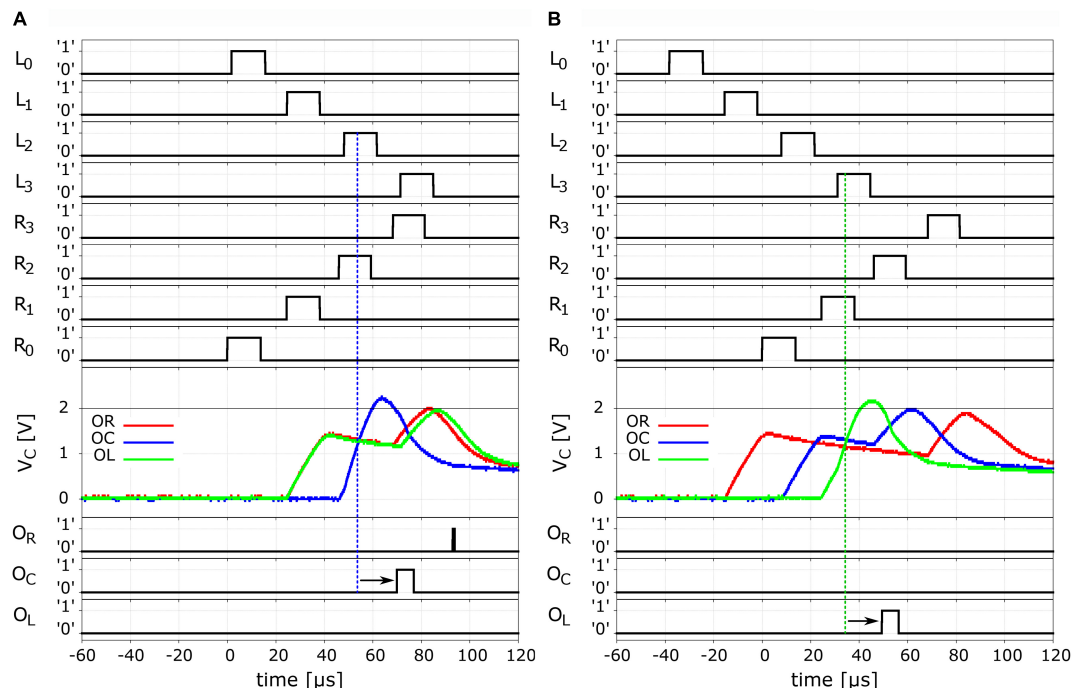 A
L0 '1' '0'
L1 '1' '0'
L2 '1' '0'
L3 '1' '0'
R3 '1' '0'
R2 '1' '0'
R1 '1' '0'
R0 '1' '0'
VC [V]
2
1
0
OR
OC
OL
OR '1' '0'
OC '1' '0'
OL '1' '0'
-60 -40 -20 0 20 40 60 80 100 120
time [µs]
B
L0 '1' '0'
L1 '1' '0'
L2 '1' '0'
L3 '1' '0'
R3 '1' '0'
R2 '1' '0'
R1 '1' '0'
R0 '1' '0'
VC [V]
2
1
0
OR
OC
OL
OR '1' '0'
OC '1' '0'
OL '1' '0'
-60 -40 -20 0 20 40 60 80 100 120
time [µs]